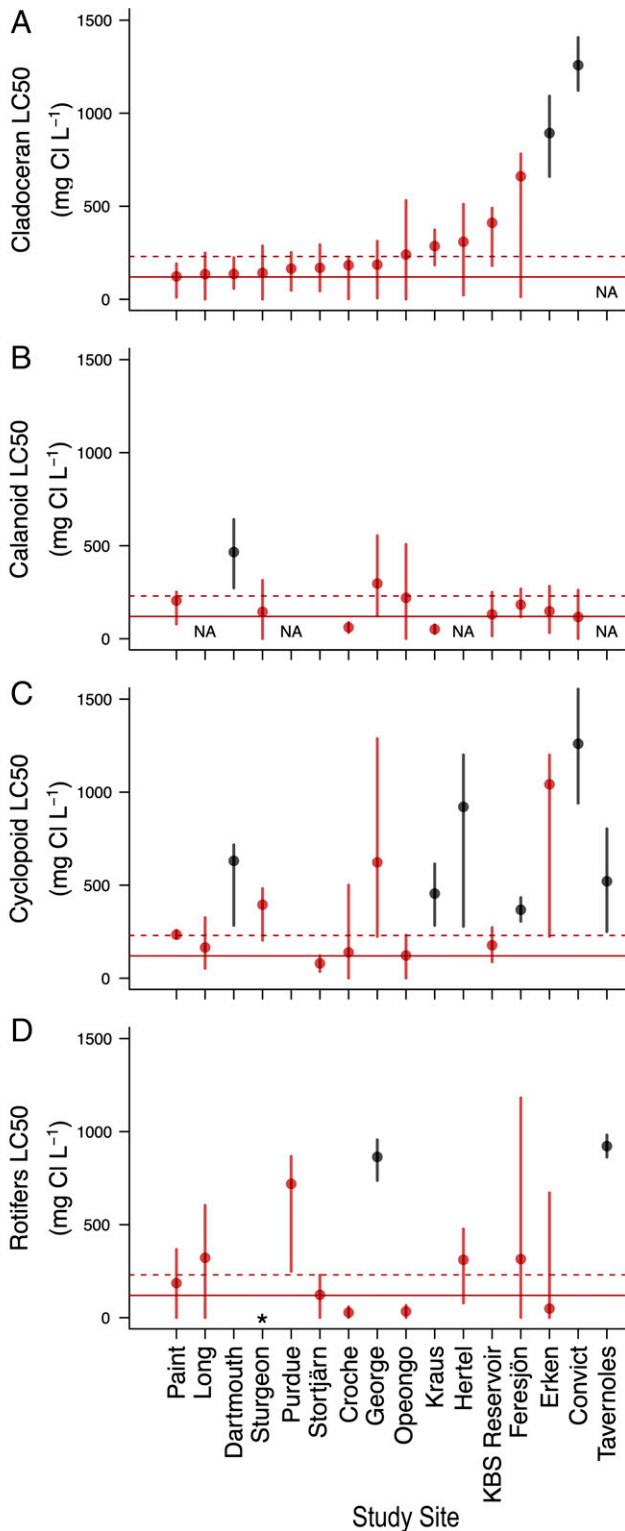 A
Cladoceran LC50
(mg Cl L⁻¹)
1500
1000
500
0
NA
B
Calanoid LC50
(mg Cl L⁻¹)
1500
1000
500
0
NA
NA
NA
NA
C
Cyclopoid LC50
(mg Cl L⁻¹)
1500
1000
500
0
D
Rotifers LC50
(mg Cl L⁻¹)
1500
1000
500
0
*
Paint
Long
Dartmouth
Sturgeon
Purdue
Stortjärn
Croche
George
Opeongo
Kraus
Hertel
KBS Reservoir
Feresjön
Erken
Convict
Tavernoles
Study Site